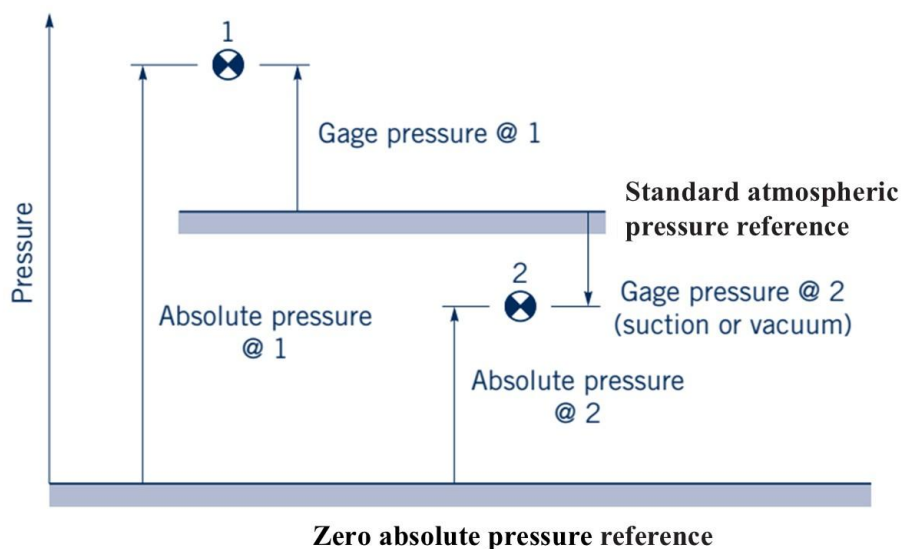 1
Gage pressure @ 1
Standard atmospheric
pressure reference
Pressure
2
Gage pressure @ 2
(suction or vacuum)
Absolute pressure
@ 1
Absolute pressure
@ 2
Zero absolute pressure reference